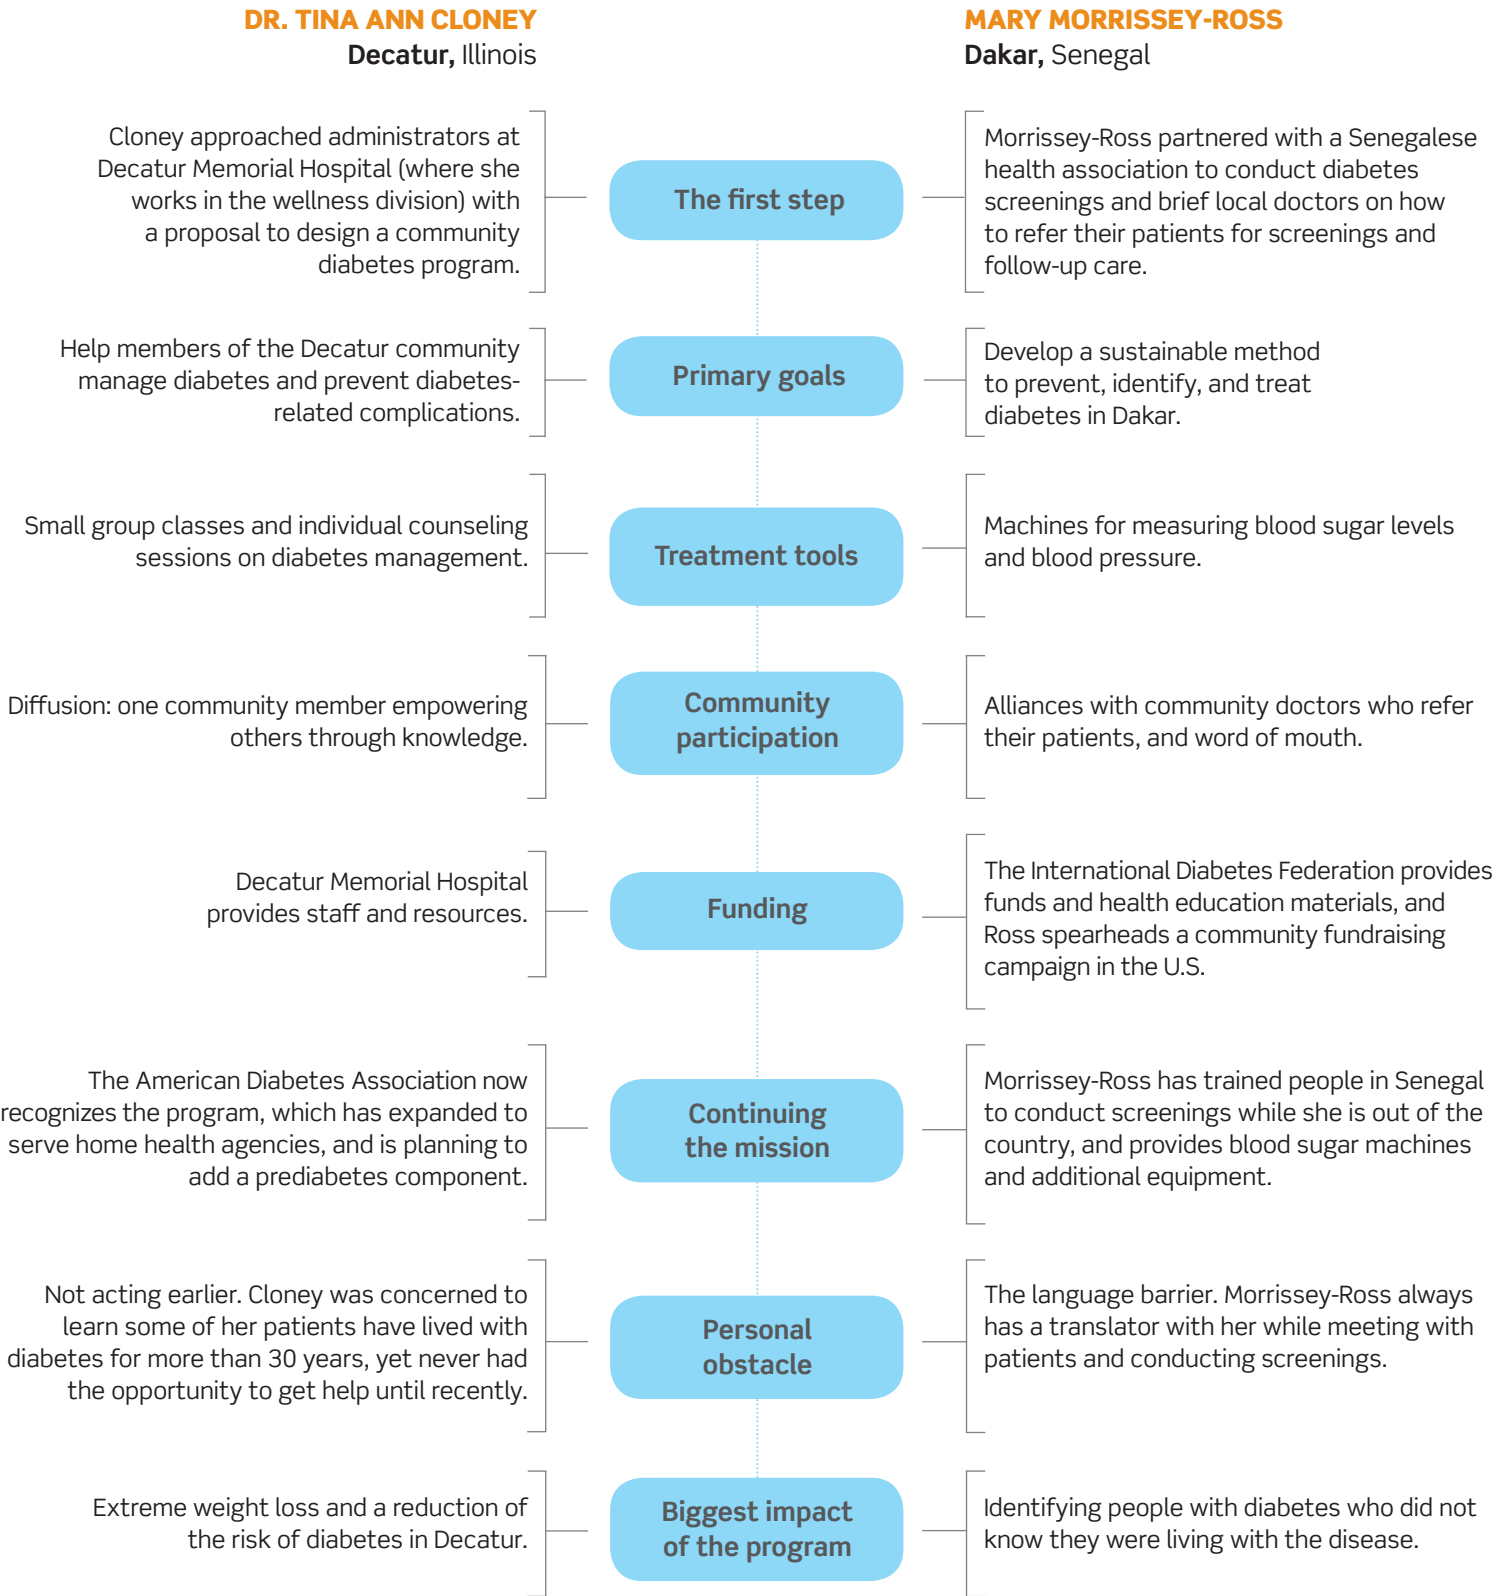 DR. TINA ANN CLONEY
Decatur, Illinois
MARY MORRISSEY-ROSS
Dakar, Senegal
Cloney approached administrators at
Decatur Memorial Hospital (where she
works in the wellness division) with
a proposal to design a community
diabetes program.
The first step
Morrissey-Ross partnered with a Senegalese
health association to conduct diabetes
screenings and brief local doctors on how
to refer their patients for screenings and
follow-up care.
Help members of the Decatur community
manage diabetes and prevent diabetes-
related complications.
Primary goals
Develop a sustainable method
to prevent, identify, and treat
diabetes in Dakar.
Small group classes and individual counseling
sessions on diabetes management.
Treatment tools
Machines for measuring blood sugar levels
and blood pressure.
Diffusion: one community member empowering
others through knowledge.
Community
participation
Alliances with community doctors who refer
their patients, and word of mouth.
Decatur Memorial Hospital
provides staff and resources.
Funding
The International Diabetes Federation provides
funds and health education materials, and
Ross spearheads a community fundraising
campaign in the U.S.
The American Diabetes Association now
recognizes the program, which has expanded to
serve home health agencies, and is planning to
add a prediabetes component.
Continuing
the mission
Morrissey-Ross has trained people in Senegal
to conduct screenings while she is out of the
country, and provides blood sugar machines
and additional equipment.
Not acting earlier. Cloney was concerned to
learn some of her patients have lived with
diabetes for more than 30 years, yet never had
the opportunity to get help until recently.
Personal
obstacle
The language barrier. Morrissey-Ross always
has a translator with her while meeting with
patients and conducting screenings.
Extreme weight loss and a reduction of
the risk of diabetes in Decatur.
Biggest impact
of the program
Identifying people with diabetes who did not
know they were living with the disease.